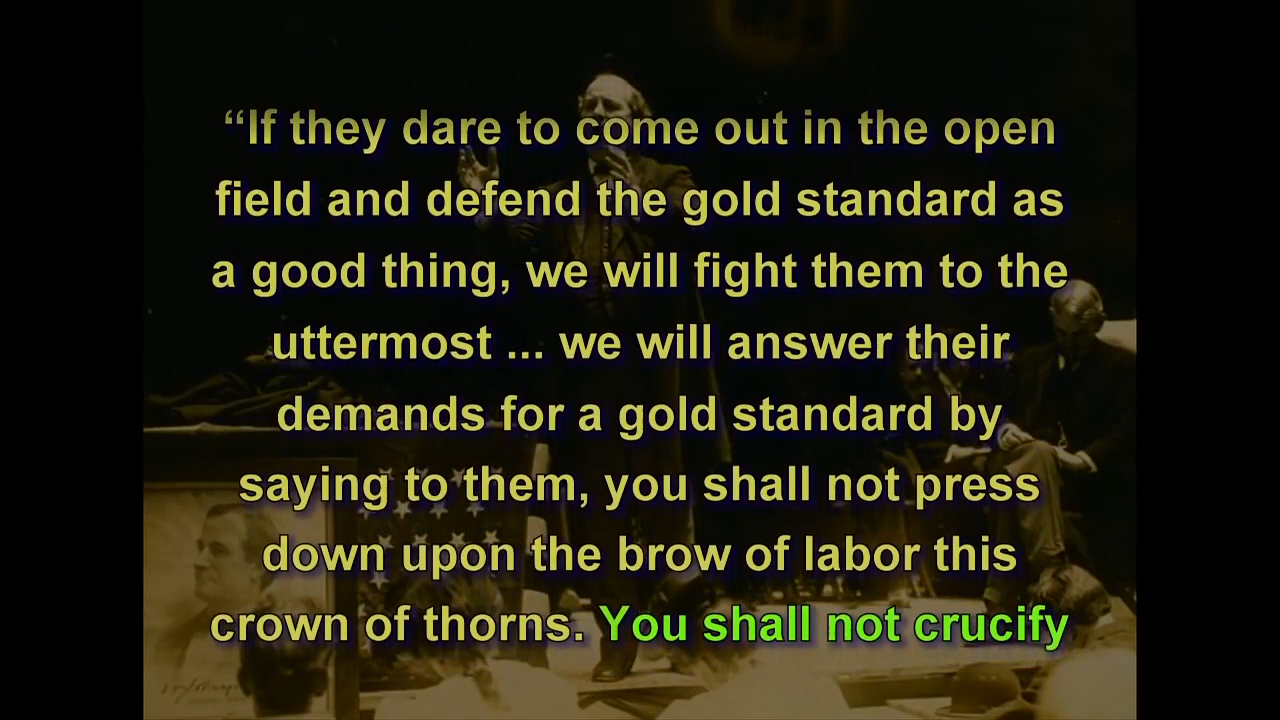 “If they dare to come out in the open
field and defend the gold standard as
a good thing, we will fight them to the
uttermost ... we will answer their
demands for a gold standard by
saying to them, you shall not press
down upon the brow of labor this
crown of thorns. You shall not crucify